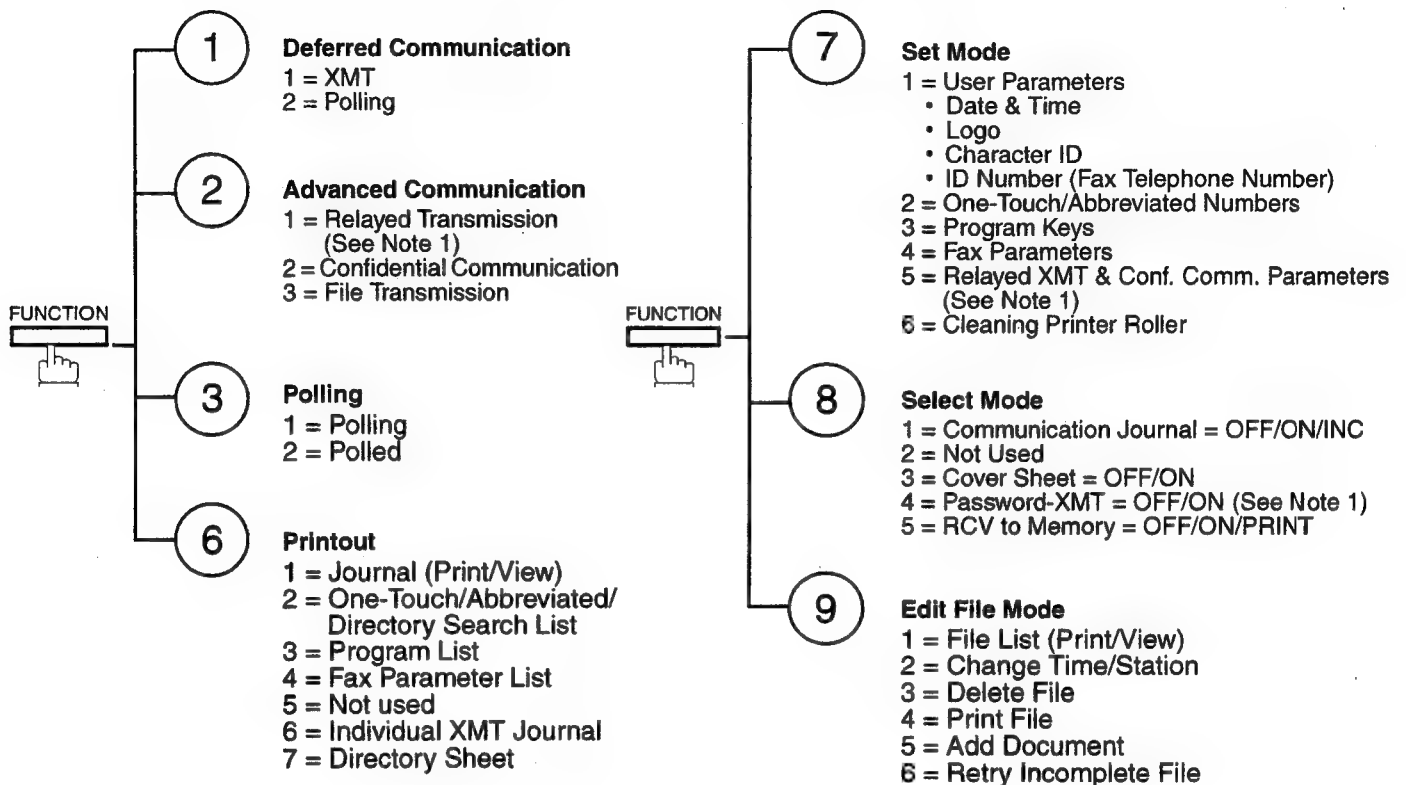 FUNCTION
1
Deferred Communication
1 = XMT
2 = Polling
2
Advanced Communication
1 = Relayed Transmission
(See Note 1)
2 = Confidential Communication
3 = File Transmission
3
Polling
1 = Polling
2 = Polled
6
Printout
1 = Journal (Print/View)
2 = One-Touch/Abbreviated/
Directory Search List
3 = Program List
4 = Fax Parameter List
5 = Not used
6 = Individual XMT Journal
7 = Directory Sheet
FUNCTION
7
Set Mode
1 = User Parameters
• Date & Time
• Logo
• Character ID
• ID Number (Fax Telephone Number)
2 = One-Touch/Abbreviated Numbers
3 = Program Keys
4 = Fax Parameters
5 = Relayed XMT & Conf. Comm. Parameters
(See Note 1)
6 = Cleaning Printer Roller
8
Select Mode
1 = Communication Journal = OFF/ON/INC
2 = Not Used
3 = Cover Sheet = OFF/ON
4 = Password-XMT = OFF/ON (See Note 1)
5 = RCV to Memory = OFF/ON/PRINT
9
Edit File Mode
1 = File List (Print/View)
2 = Change Time/Station
3 = Delete File
4 = Print File
5 = Add Document
6 = Retry Incomplete File